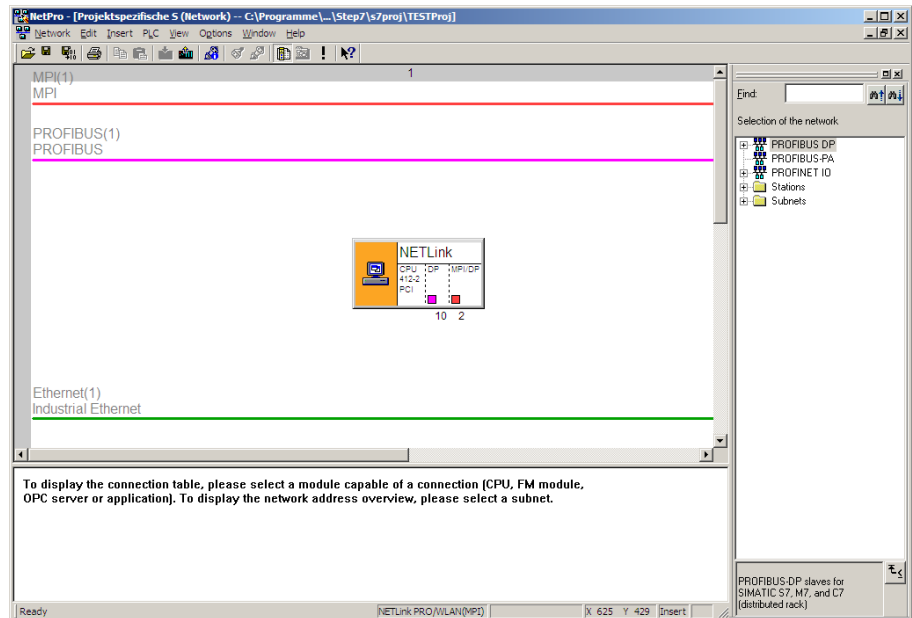 NetPro - [Projektspezifische S (Network) -- C:\Programme\...\Step7\s7proj\TESTProj]
Network Edit Insert PLC View Options Window Help
1
MPI(1)
MPI
PROFIBUS(1)
PROFIBUS
NETLink
CPU DP MPI/DP
412-2
PCI
10 2
Ethernet(1)
Industrial Ethernet
Find:
Selection of the network
PROFIBUS DP
PROFIBUS-PA
PROFINET IO
Stations
Subnets
To display the connection table, please select a module capable of a connection (CPU, FM module,
OPC server or application). To display the network address overview, please select a subnet.
PROFIBUS-DP slaves for
SIMATIC S7, M7, and C7
(distributed rack)
Ready NETLink PRO/WLAN(MPI) X 625 Y 429 Insert